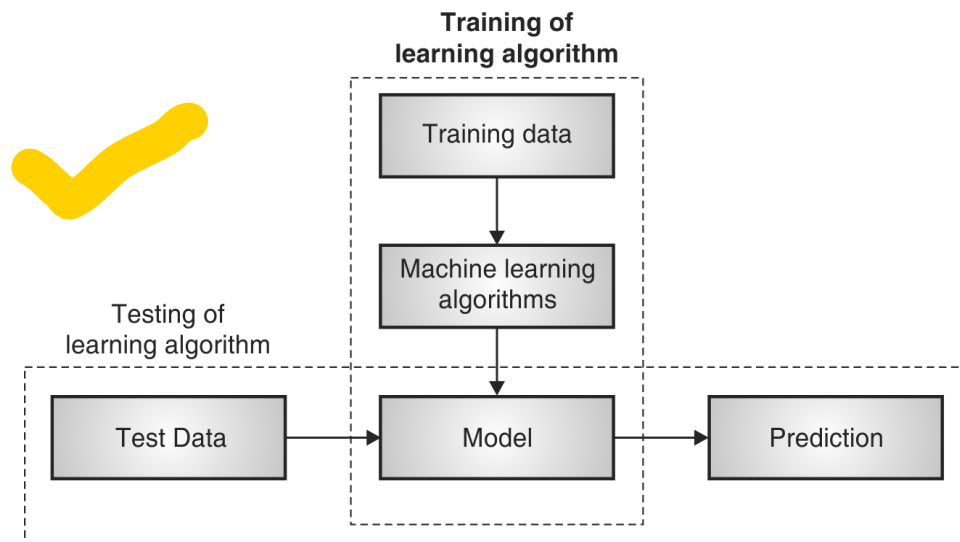 Training of
learning algorithm
Training data
Machine learning
algorithms
Testing of
learning algorithm
Test Data
Model
Prediction